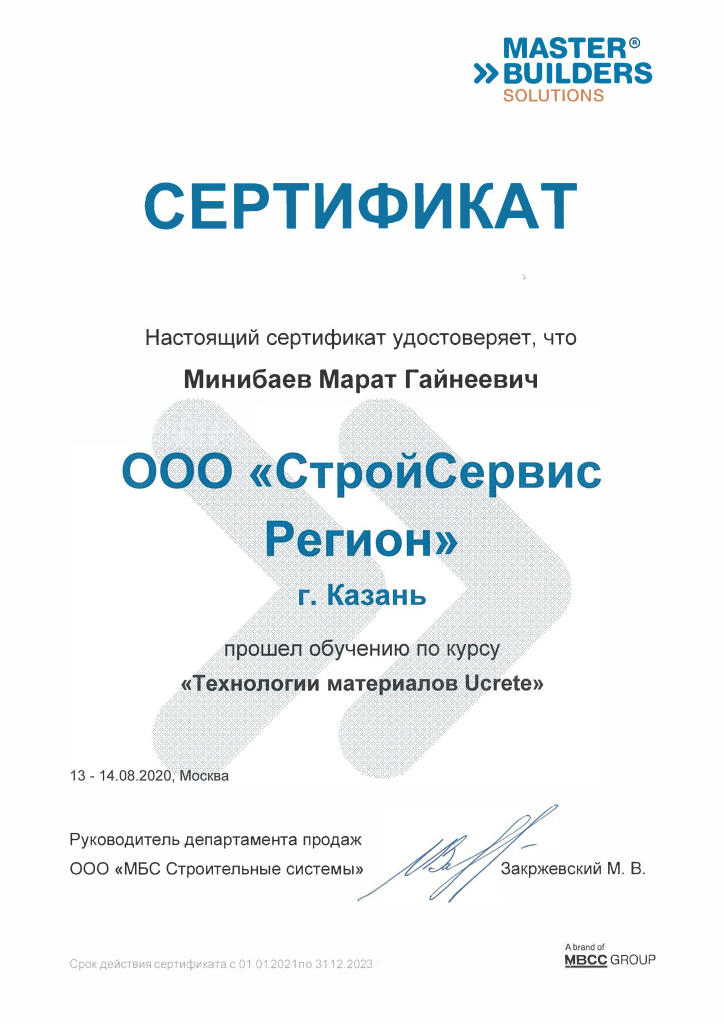 MASTER®
BUILDERS
SOLUTIONS
СЕРТИФИКАТ
Настоящий сертификат удостоверяет, что
Минибаев Марат Гайнеевич
ООО «СтройСервис
Регион»
г. Казань
прошел обучению по курсу
«Технологии материалов Ucrete»
13 - 14.08.2020, Москва
Руководитель департамента продаж
ООО «МБС Строительные системы»
Закржевский М. В.
Срок действия сертификата с 01.01.2021по 31.12.2023
A brand of
MBCC GROUP